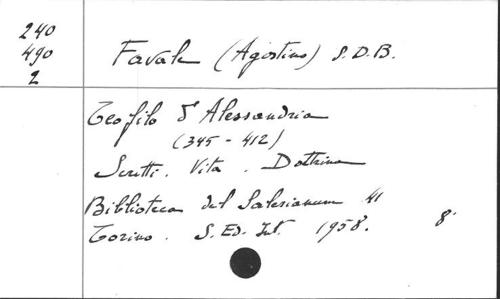 240
490
2
Favale (Agostino) S.D.B.
Teofilo d'Alessandria
(345 - 412)
Scritti. Vita. Dottrina
Biblioteca del Salesianum 41
Torino. S. Ed. Int. 1958. 8°